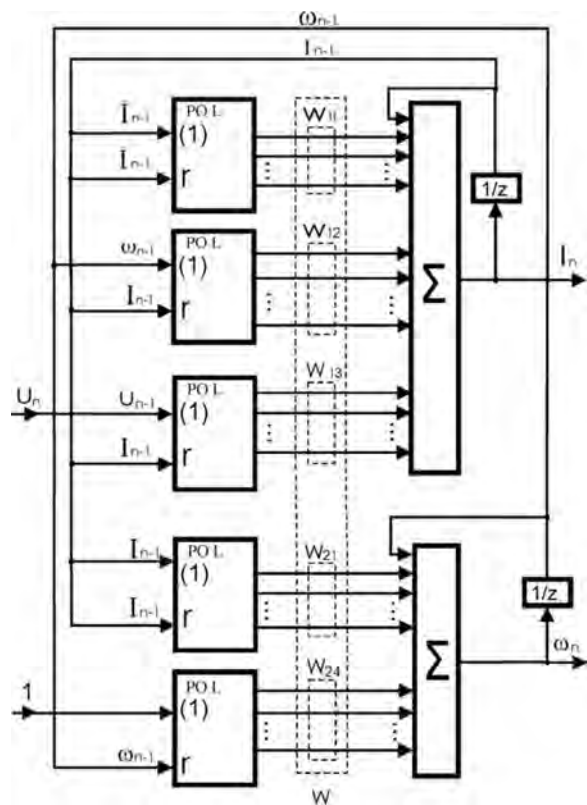 ωn-1
In-1
In-1 POL W11
(1)
In-1 r
1/z
POL W12
ωn-1 (1)
In-1 r
Σ In
POL W13
Un Un-1 (1)
In-1 r
POL W21
In-1 (1)
In-1 r
1/z
Σ ωn
POL W24
1 (1)
ωn-1 r
W